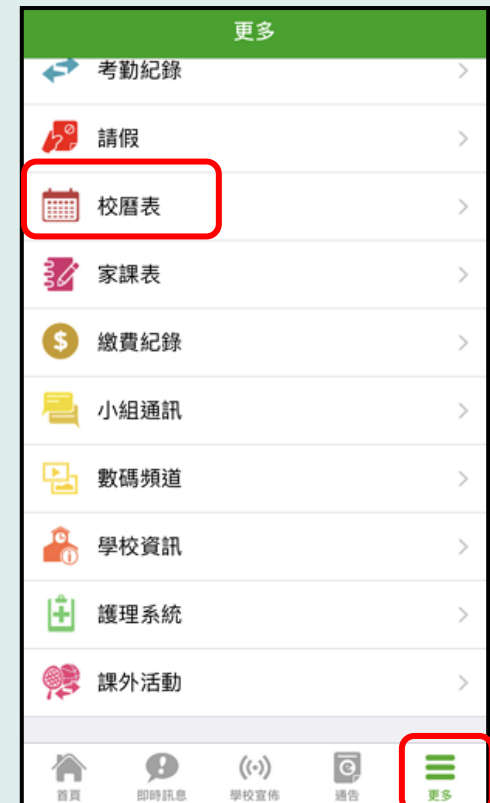 更多
考勤紀錄
請假
校曆表
家課表
繳費紀錄
小組通訊
數碼頻道
學校資訊
護理系統
課外活動
首頁 即時訊息 學校宣佈 通告 更多